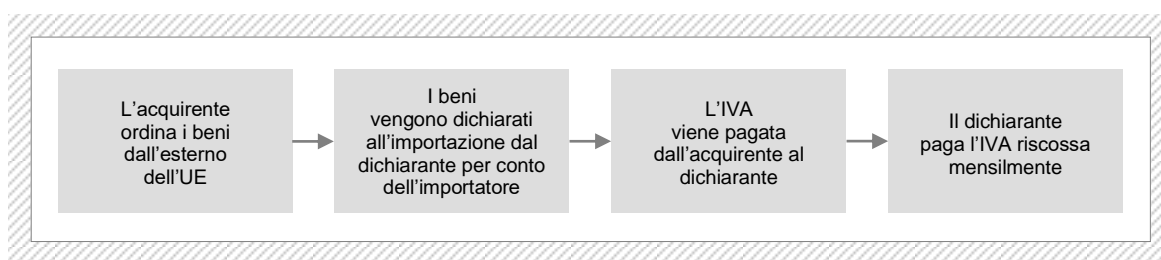 L’acquirente
ordina i beni
dall’esterno
dell’UE
I beni
vengono dichiarati
all’importazione dal
dichiarante per conto
dell’importatore
L’IVA
viene pagata
dall’acquirente al
dichiarante
Il dichiarante
paga l’IVA riscossa
mensilmente